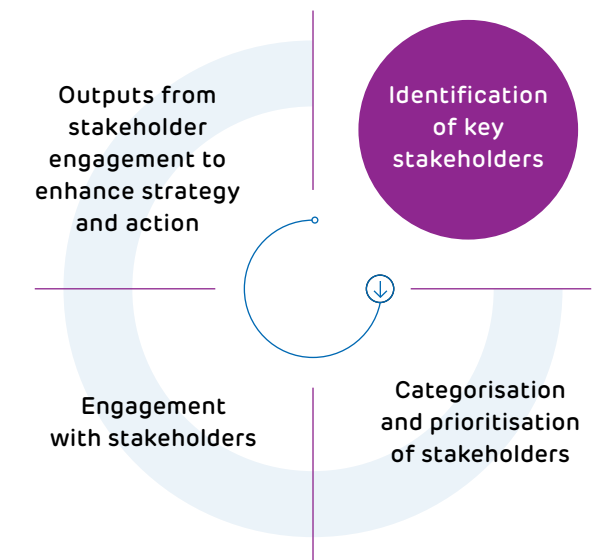 Outputs from
stakeholder
engagement to
enhance strategy
and action
Identification
of key
stakeholders
Engagement
with stakeholders
Categorisation
and prioritisation
of stakeholders